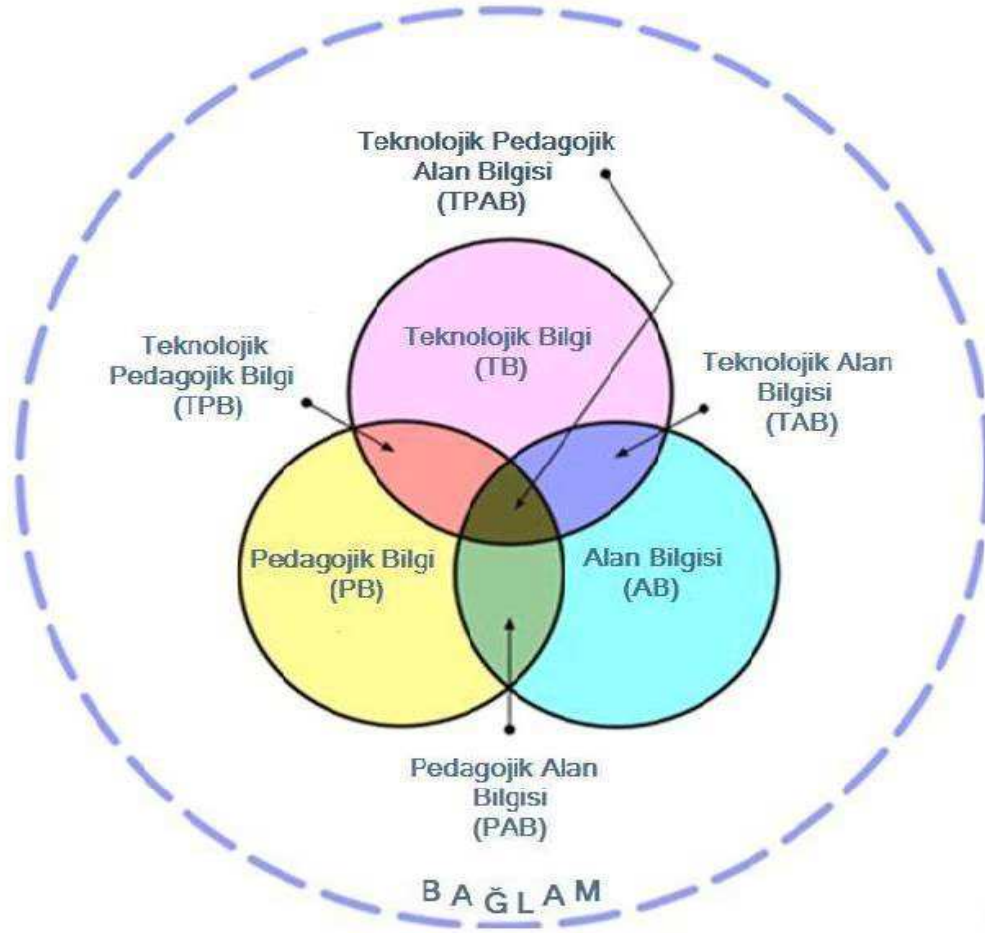 Teknolojik Pedagojik
Alan Bilgisi
(TPAB)
Teknolojik Bilgi
(TB)
Teknolojik
Pedagojik Bilgi
(TPB)
Teknolojik Alan
Bilgisi
(TAB)
Pedagojik Bilgi
(PB)
Alan Bilgisi
(AB)
Pedagojik Alan
Bilgisi
(PAB)
BAĞLAM